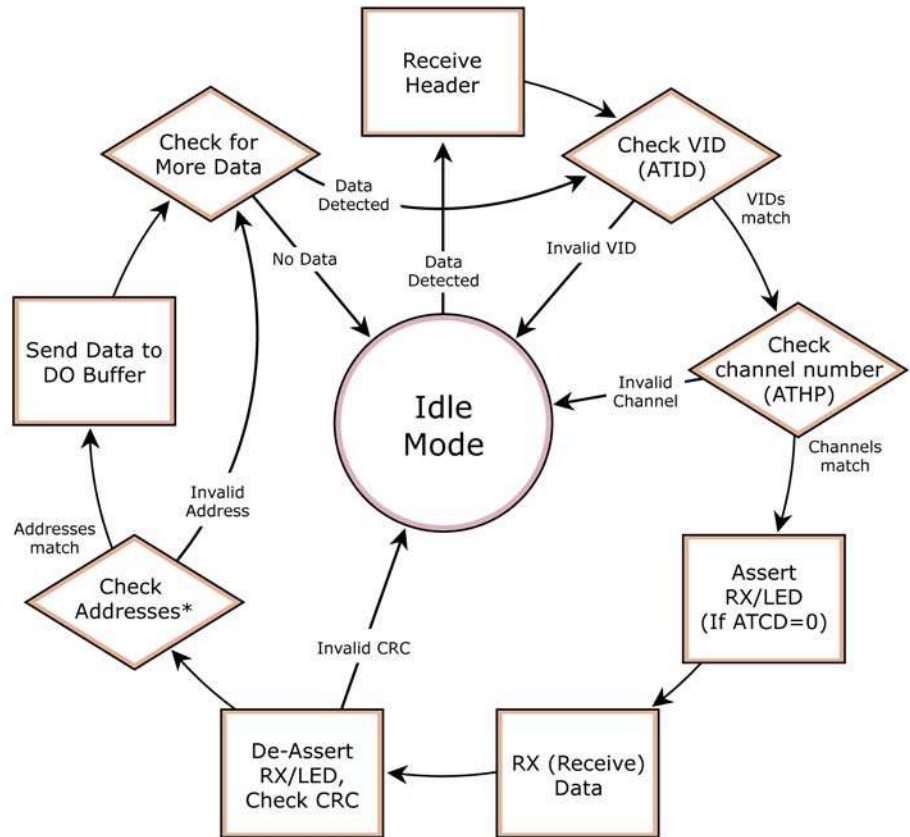 Receive
Header
Check for
More Data
Check VID
(ATID)
Data
Detected
VIDs
match
No Data
Invalid VID
Data
Detected
Send Data to
DO Buffer
Check
channel number
(ATHP)
Invalid
Channel
Idle
Mode
Channels
match
Invalid
Address
Addresses
match
Check
Addresses*
Assert
RX/LED
(If ATCD=0)
Invalid CRC
De-Assert
RX/LED,
Check CRC
RX (Receive)
Data